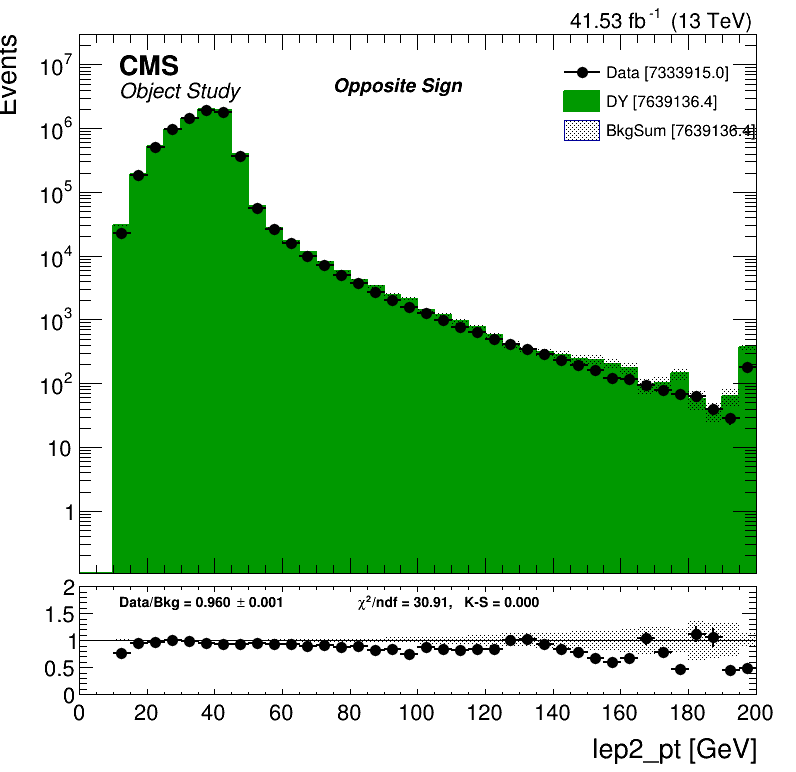 41.53 fb⁻¹ (13 TeV)
Events
CMS
Object Study
Opposite Sign
Data [7333915.0]
DY [7639136.4]
BkgSum [7639136.4]
10⁷
10⁶
10⁵
10⁴
10³
10²
10
1
Data/Bkg = 0.960 ± 0.001
χ²/ndf = 30.91, K-S = 0.000
2
1.5
1
0.5
0
0 20 40 60 80 100 120 140 160 180 200
lep2_pt [GeV]